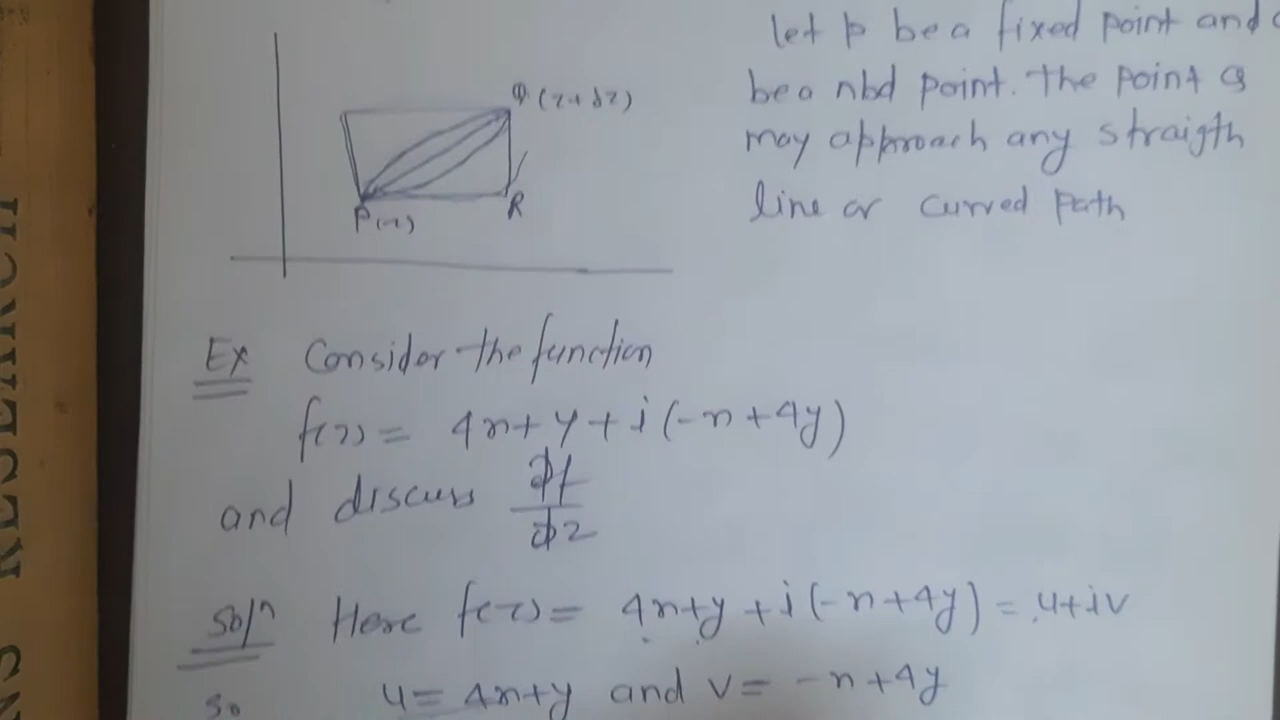 let P be a fixed point and
be a nbd point. The point Q
may approach any straigth
line or curved path
Q (z+δz)
P(z)
R
Ex Consider the function
f(z) = 4x+y+i(-x+4y)
and discuss df/dz
Soln Here f(z) = 4x+y+i(-x+4y) = u+iv
So u = 4x+y and v = -x+4y
RESEARCH